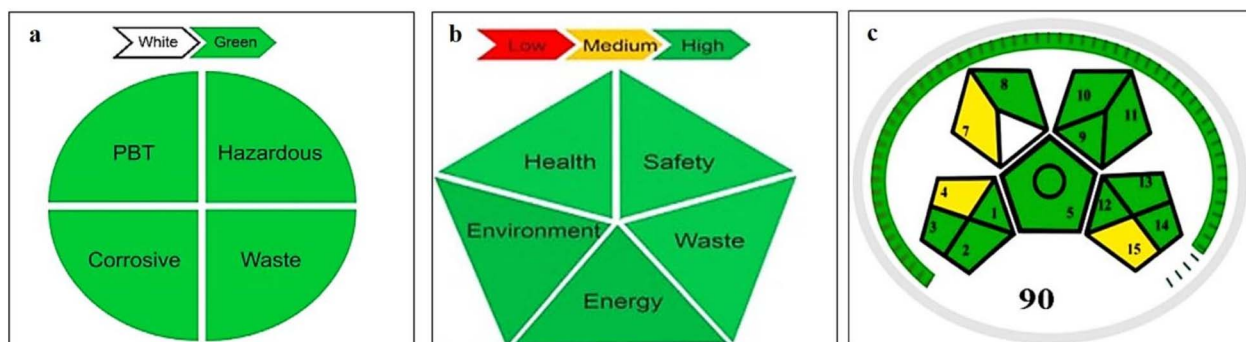 a
White Green
PBT Hazardous
Corrosive Waste
b
Low Medium High
Health Safety
Environment Waste
Energy
c
8 10
7 11
9
4 13
1 12
3 5 14
2 15
90